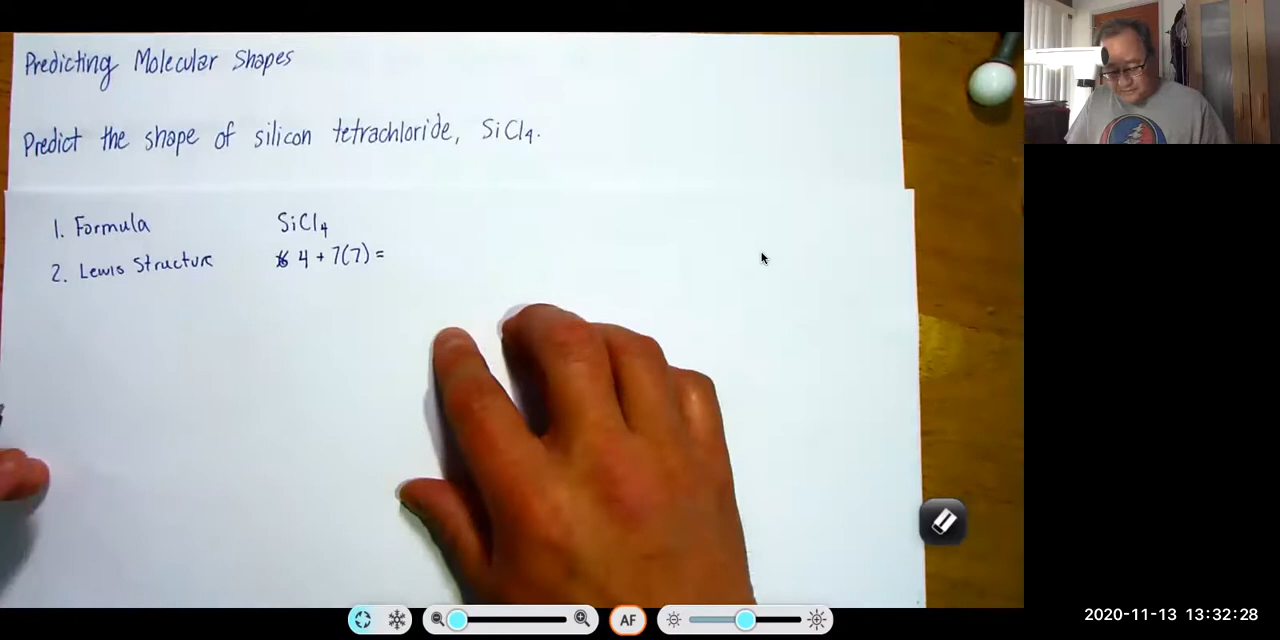 Predicting Molecular Shapes
Predict the shape of silicon tetrachloride, SiCl4.
1. Formula SiCl4
2. Lewis Structure 4 + 7(7) =
AF
2020-11-13 13:32:28